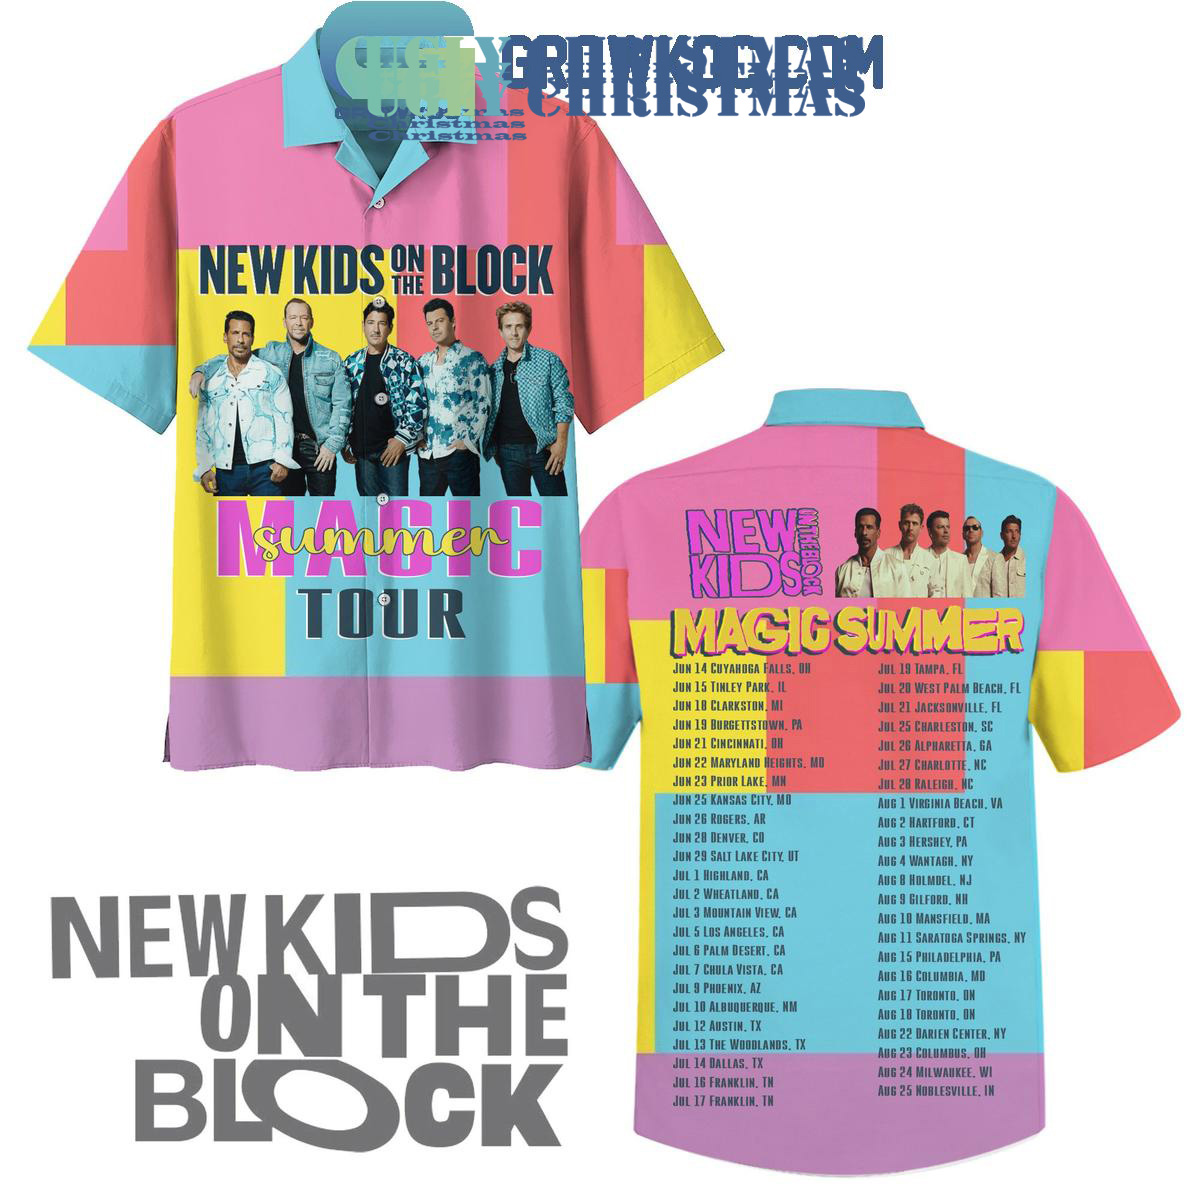 UGLY CHRISTMAS
NEW KIDS ON THE BLOCK
MAGIC
summer
TOUR
NEW KIDS ON THE BLOCK
MAGIC SUMMER
Jun 14 Cuyahoga Falls, OH
Jun 15 Tinley Park, IL
Jun 18 Clarkston, MI
Jun 19 Burgettstown, PA
Jun 21 Cincinnati, OH
Jun 22 Maryland Heights, MO
Jun 23 Prior Lake, MN
Jun 25 Kansas City, MO
Jun 26 Rogers, AR
Jun 28 Denver, CO
Jun 29 Salt Lake City, UT
Jul 1 Highland, CA
Jul 2 Wheatland, CA
Jul 3 Mountain View, CA
Jul 5 Los Angeles, CA
Jul 6 Palm Desert, CA
Jul 7 Chula Vista, CA
Jul 9 Phoenix, AZ
Jul 10 Albuquerque, NM
Jul 12 Austin, TX
Jul 13 The Woodlands, TX
Jul 14 Dallas, TX
Jul 16 Franklin, TN
Jul 17 Franklin, TN
Jul 19 Tampa, FL
Jul 20 West Palm Beach, FL
Jul 21 Jacksonville, FL
Jul 25 Charleston, SC
Jul 26 Alpharetta, GA
Jul 27 Charlotte, NC
Jul 28 Raleigh, NC
Aug 1 Virginia Beach, VA
Aug 2 Hartford, CT
Aug 3 Hershey, PA
Aug 4 Wantagh, NY
Aug 8 Holmdel, NJ
Aug 9 Gilford, NH
Aug 10 Mansfield, MA
Aug 11 Saratoga Springs, NY
Aug 15 Philadelphia, PA
Aug 16 Columbia, MD
Aug 17 Toronto, ON
Aug 18 Toronto, ON
Aug 22 Darien Center, NY
Aug 23 Columbus, OH
Aug 24 Milwaukee, WI
Aug 25 Noblesville, IN
NEW KIDS
ON THE
BLOCK